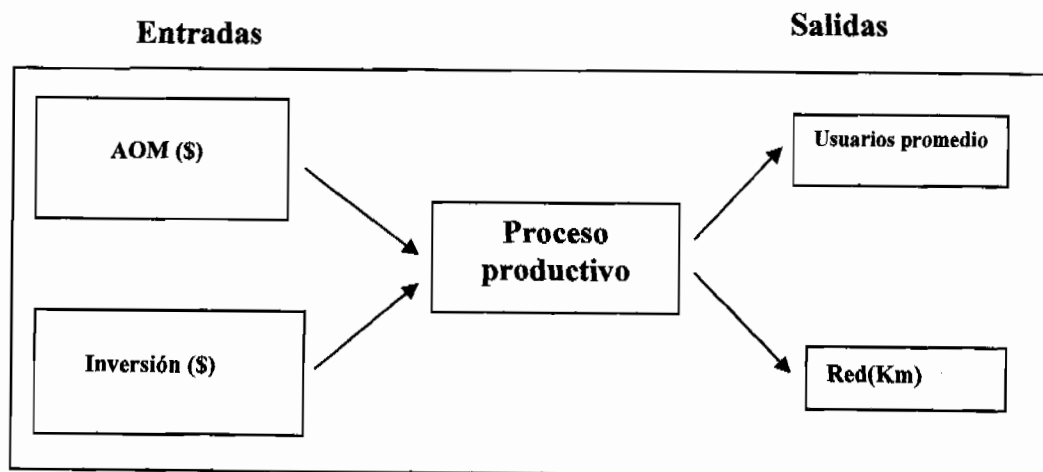 Entradas
Salidas
AOM ($)
Usuarios promedio
Proceso
productivo
Inversión ($)
Red(Km)